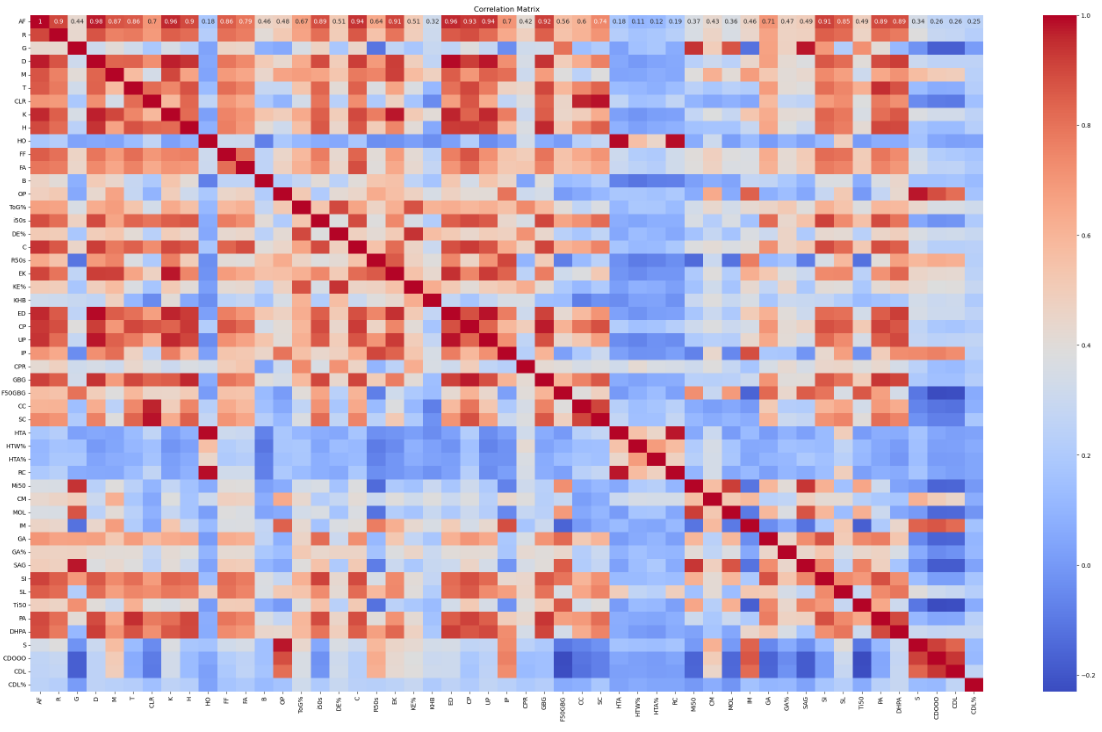 Correlation Matrix
AF 1 0.9 0.44 0.98 0.87 0.86 0.7 0.96 0.9 0.18 0.86 0.79 0.46 0.48 0.67 0.89 0.51 0.94 0.64 0.91 0.51 0.32 0.96 0.93 0.94 0.7 0.42 0.92 0.56 0.6 0.74 0.18 0.11 0.12 0.19 0.37 0.43 0.36 0.46 0.71 0.47 0.49 0.91 0.65 0.49 0.89 0.89 0.34 0.26 0.26 0.25
R
G
D
M
T
CLR
K
H
HO
FF
FA
B
OP
ToG%
i50s
DE%
C
R50s
EK
KE%
KHB
ED
CP
UP
IP
CPR
GBG
F50GBG
CC
SC
HTA
HTW%
HTA%
RC
Mi50
CM
MOL
IM
GA
GA%
SAG
SI
SL
Ti50
PA
DHPA
S
CDOOO
CDL
CDL%
AF R G D M T CLR K H HO FF FA B OP ToG% i50s DE% C R50s EK KE% KHB ED CP UP IP CPR GBG F50GBG CC SC HTA HTW% HTA% RC Mi50 CM MOL IM GA GA% SAG SI SL Ti50 PA DHPA S CDOOO CDL CDL%
1.0
0.8
0.6
0.4
0.2
0.0
−0.2